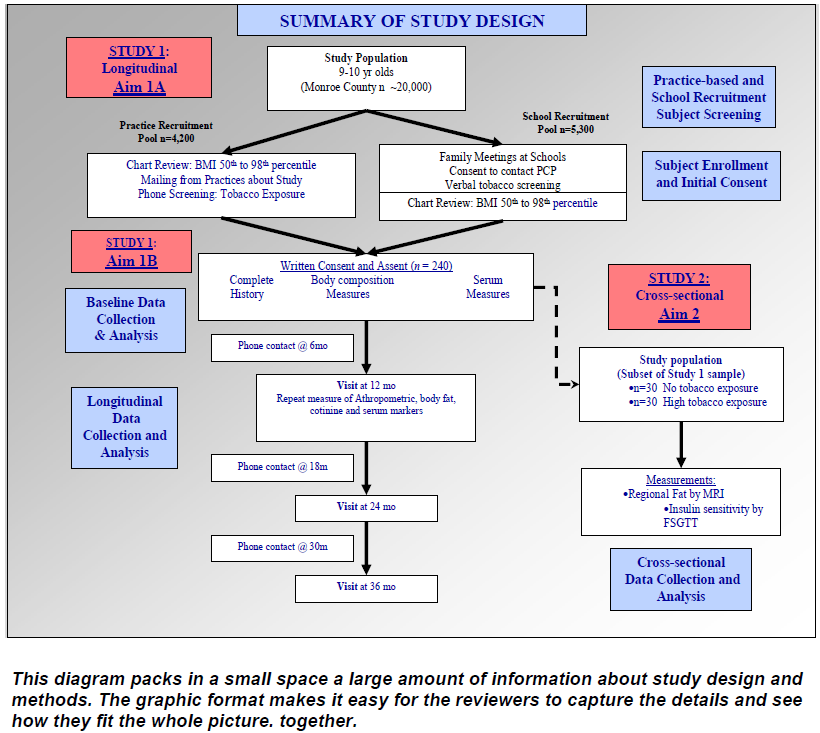 SUMMARY OF STUDY DESIGN
STUDY 1:
Longitudinal
Aim 1A
Study Population
9-10 yr olds
(Monroe County n ~20,000)
Practice-based and
School Recruitment
Subject Screening
Practice Recruitment
Pool n=4,200
School Recruitment
Pool n=5,300
Chart Review: BMI 50th to 98th percentile
Mailing from Practices about Study
Phone Screening: Tobacco Exposure
Family Meetings at Schools
Consent to contact PCP
Verbal tobacco screening
Chart Review: BMI 50th to 98th percentile
Subject Enrollment
and Initial Consent
STUDY 1:
Aim 1B
Written Consent and Assent (n = 240)
Complete Body composition Serum
History Measures Measures
STUDY 2:
Cross-sectional
Aim 2
Baseline Data
Collection
& Analysis
Phone contact @ 6mo
Study population
(Subset of Study 1 sample)
•n=30 No tobacco exposure
•n=30 High tobacco exposure
Visit at 12 mo
Repeat measure of Athropometric, body fat,
cotinine and serum markers
Longitudinal
Data
Collection and
Analysis
Phone contact @ 18m
Measurements:
•Regional Fat by MRI
•Insulin sensitivity by
FSGTT
Visit at 24 mo
Phone contact @ 30m
Cross-sectional
Data Collection and
Analysis
Visit at 36 mo
This diagram packs in a small space a large amount of information about study design and
methods. The graphic format makes it easy for the reviewers to capture the details and see
how they fit the whole picture. together.